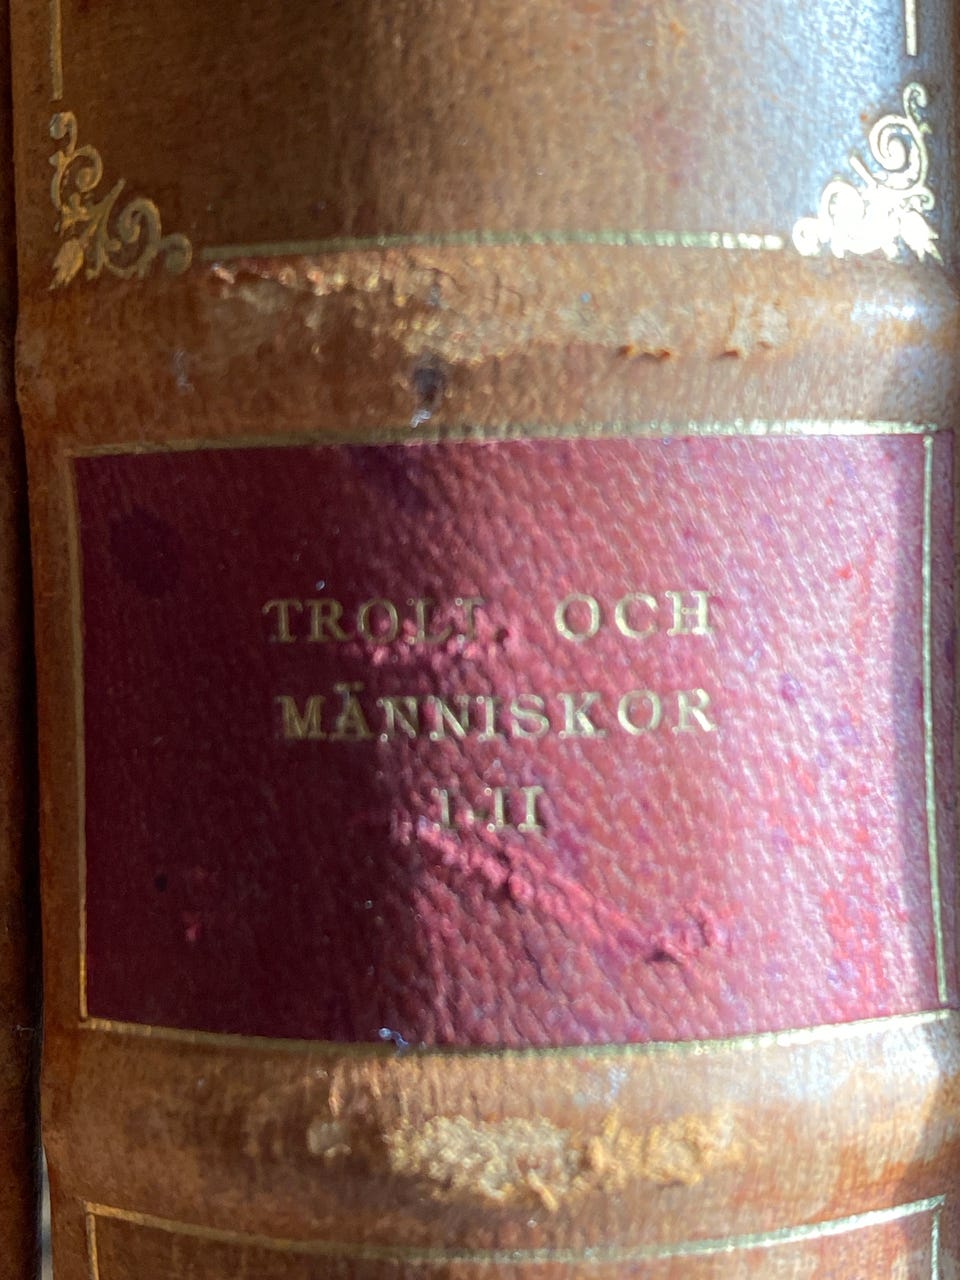 TROLL OCH
MÄNNISKOR
I-II